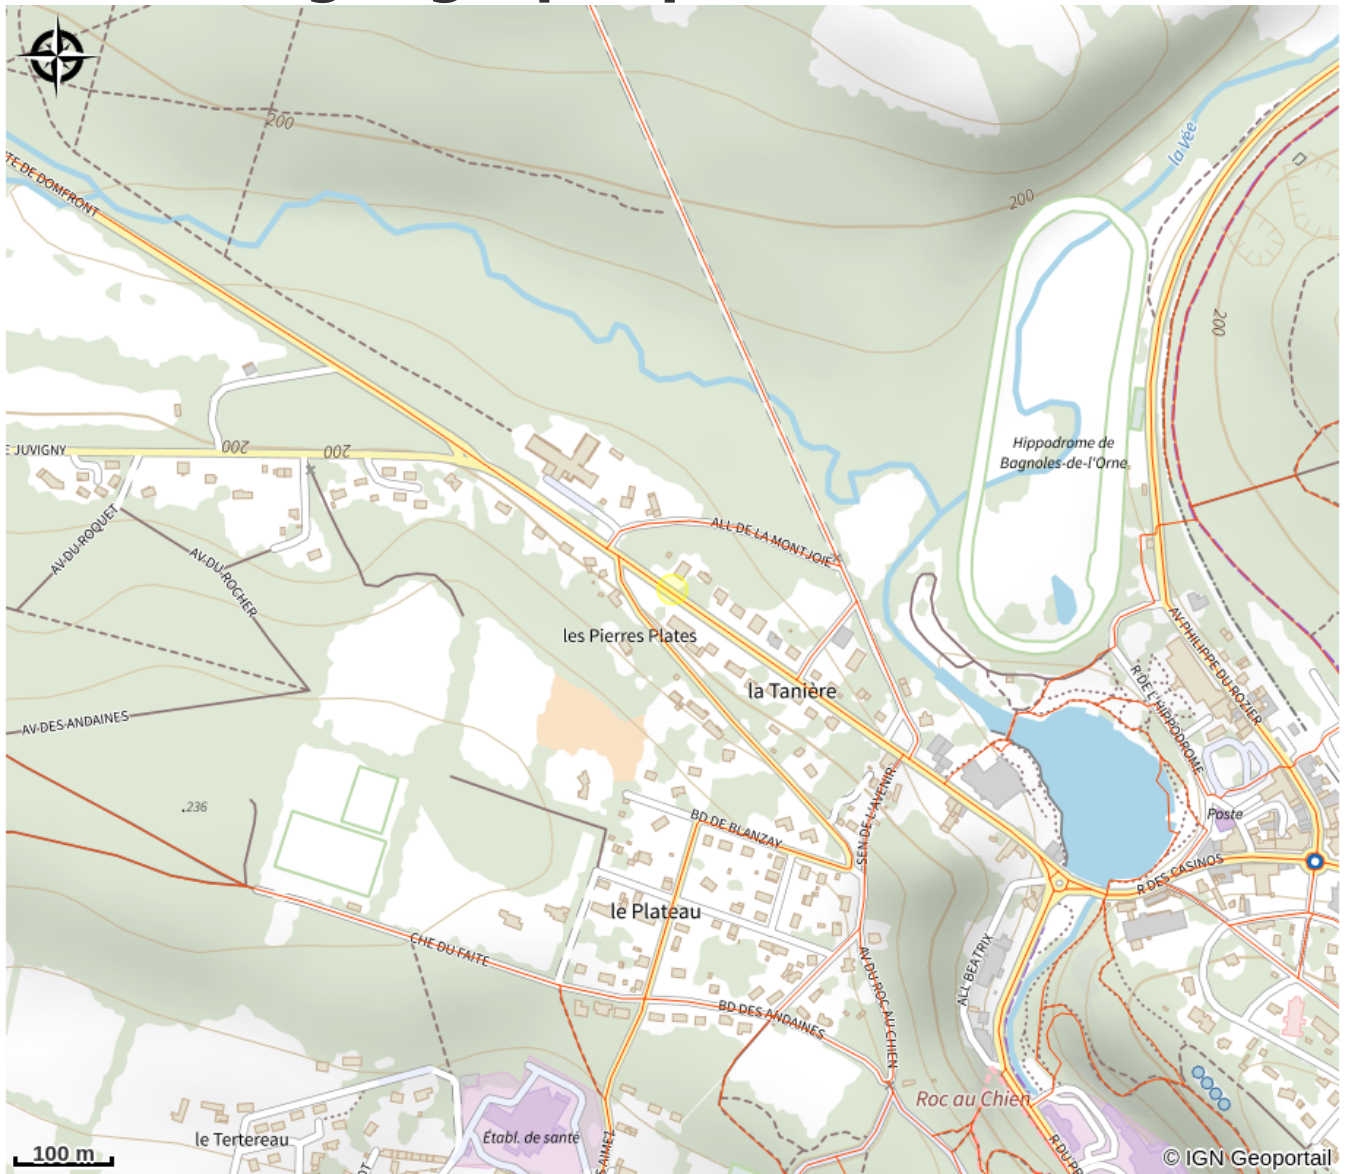 la Vée
200
200
TE DE DOMFRONT
200
Hippodrome de
Bagnoles-de-l'Orne
E JUVIGNY
200
200
AV DU ROQUET
AV DU ROCHER
ALL DE LA MONTJOIE
les Pierres Plates
la Tanière
AV PHILIPPE DU ROZIER
R DE L'HIPPODROME
AV DES ANDAINES
.236
BD DE BLANZAY
SEN DE L'AVENIR
Poste
R DES CASINOS
le Plateau
CHE DU FAITE
ALL BEATRIX
AV DU ROC AU CHIEN
BD DES ANDAINES
Roc au Chien
le Tertereau
Établ. de santé
100 m
R DU PR
© IGN Geoportail